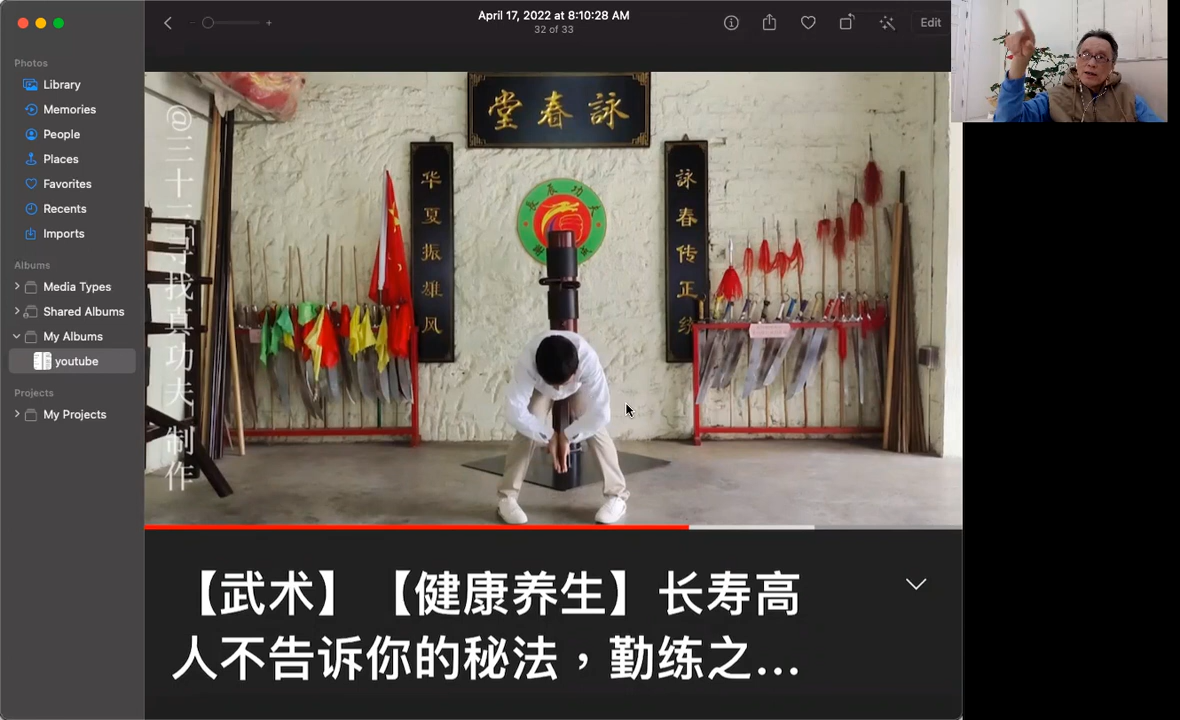 April 17, 2022 at 8:10:28 AM
32 of 33
Edit
Photos
Library
Memories
People
Places
Favorites
Recents
Imports
Albums
Media Types
Shared Albums
My Albums
youtube
Projects
My Projects
堂春詠
华夏振雄风
詠春传正
@三十三哥找真功夫 制作
【武术】【健康养生】长寿高
人不告诉你的秘法，勤练之...